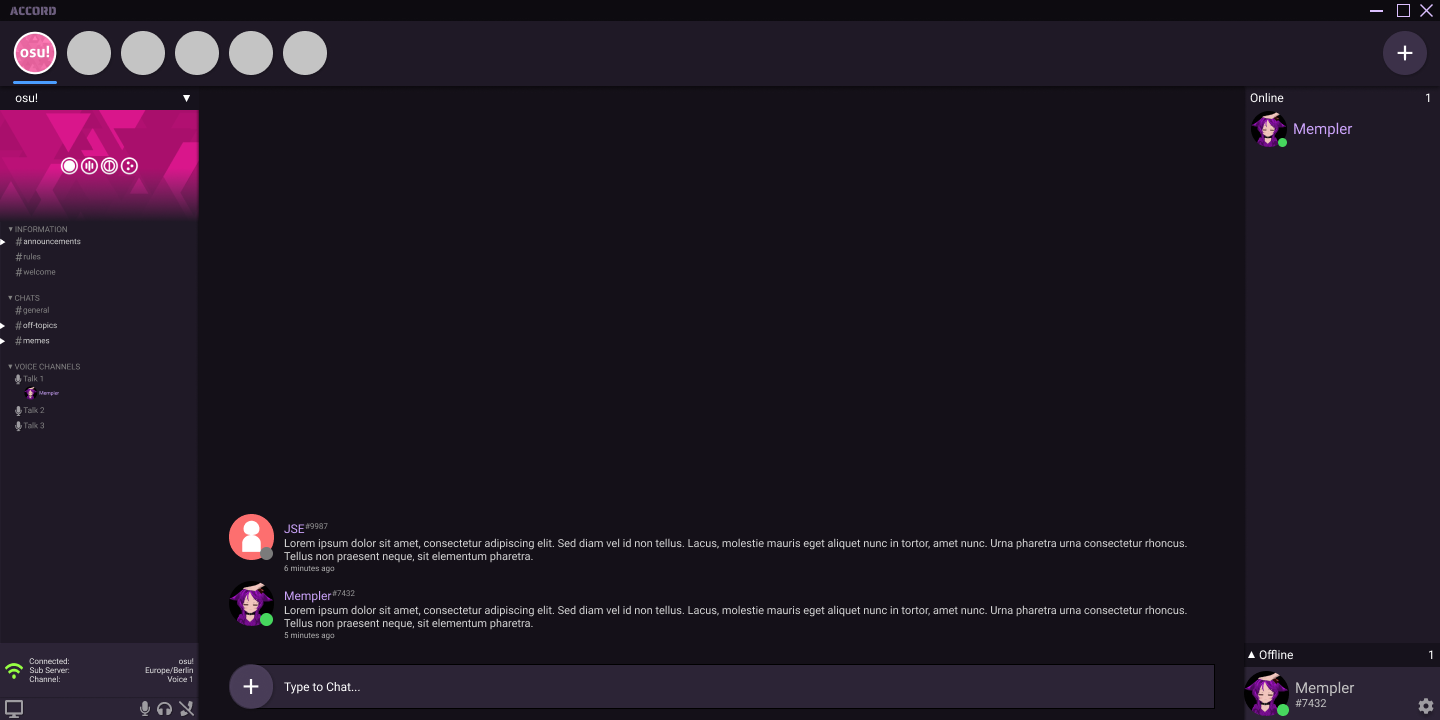 ACCORD
osu!
osu!
Online 1
Mempler
INFORMATION
#announcements
#rules
#welcome
CHATS
#general
#off-topics
#memes
VOICE CHANNELS
Talk 1
Mempler
Talk 2
Talk 3
JSE#9987
Lorem ipsum dolor sit amet, consectetur adipiscing elit. Sed diam vel id non tellus. Lacus, molestie mauris eget aliquet nunc in tortor, amet nunc. Urna pharetra urna consectetur rhoncus.
Tellus non praesent neque, sit elementum pharetra.
6 minutes ago
Mempler#7432
Lorem ipsum dolor sit amet, consectetur adipiscing elit. Sed diam vel id non tellus. Lacus, molestie mauris eget aliquet nunc in tortor, amet nunc. Urna pharetra urna consectetur rhoncus.
Tellus non praesent neque, sit elementum pharetra.
5 minutes ago
Type to Chat...
Connected: osu!
Sub Server: Europe/Berlin
Channel: Voice 1
Offline 1
Mempler
#7432